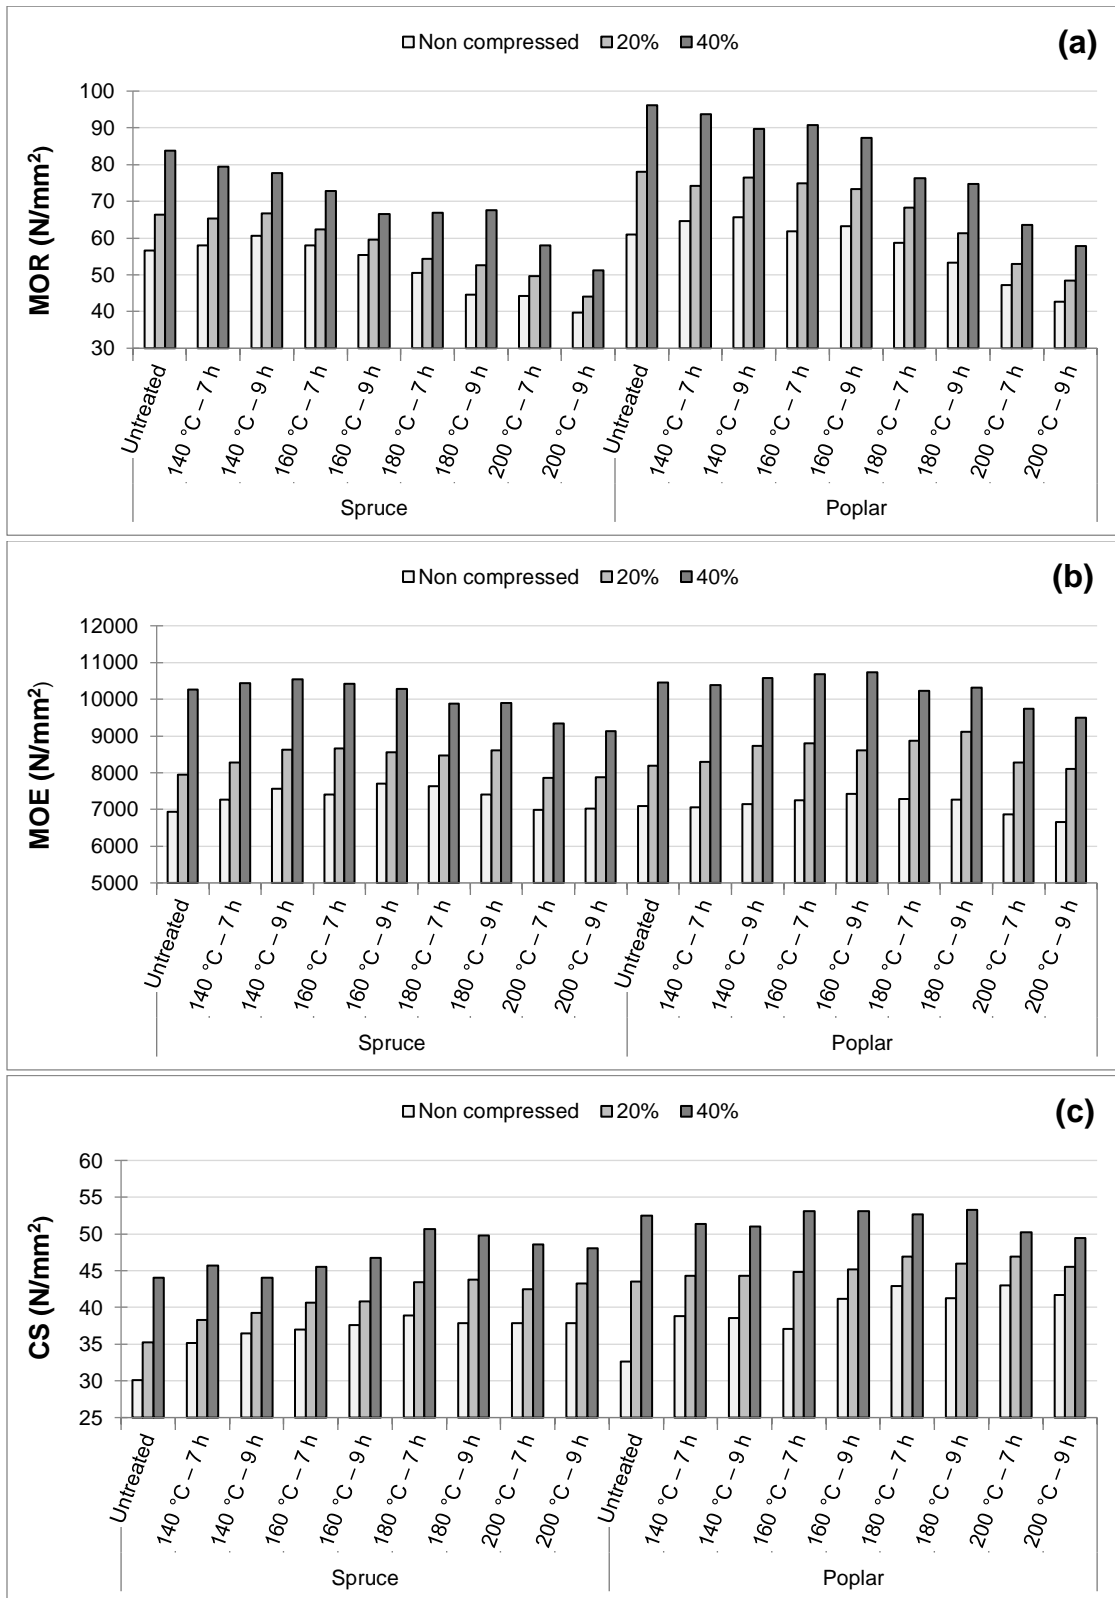 Non compressed 20% 40%
(a)
MOR (N/mm²)
100
90
80
70
60
50
40
30
Untreated
140 °C – 7 h
140 °C – 9 h
160 °C – 7 h
160 °C – 9 h
180 °C – 7 h
180 °C – 9 h
200 °C – 7 h
200 °C – 9 h
Untreated
140 °C – 7 h
140 °C – 9 h
160 °C – 7 h
160 °C – 9 h
180 °C – 7 h
180 °C – 9 h
200 °C – 7 h
200 °C – 9 h
Spruce
Poplar
Non compressed 20% 40%
(b)
MOE (N/mm²)
12000
11000
10000
9000
8000
7000
6000
5000
Untreated
140 °C – 7 h
140 °C – 9 h
160 °C – 7 h
160 °C – 9 h
180 °C – 7 h
180 °C – 9 h
200 °C – 7 h
200 °C – 9 h
Untreated
140 °C – 7 h
140 °C – 9 h
160 °C – 7 h
160 °C – 9 h
180 °C – 7 h
180 °C – 9 h
200 °C – 7 h
200 °C – 9 h
Spruce
Poplar
Non compressed 20% 40%
(c)
CS (N/mm²)
60
55
50
45
40
35
30
25
Untreated
140 °C – 7 h
140 °C – 9 h
160 °C – 7 h
160 °C – 9 h
180 °C – 7 h
180 °C – 9 h
200 °C – 7 h
200 °C – 9 h
Untreated
140 °C – 7 h
140 °C – 9 h
160 °C – 7 h
160 °C – 9 h
180 °C – 7 h
180 °C – 9 h
200 °C – 7 h
200 °C – 9 h
Spruce
Poplar